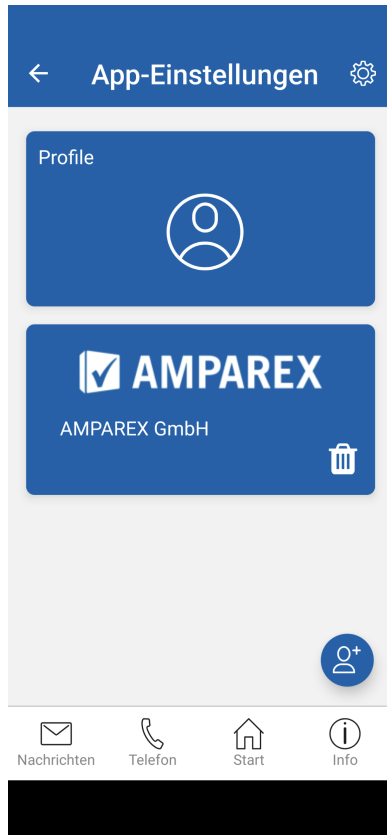 App-Einstellungen
Profile
AMPAREX
AMPAREX GmbH
Nachrichten
Telefon
Start
Info